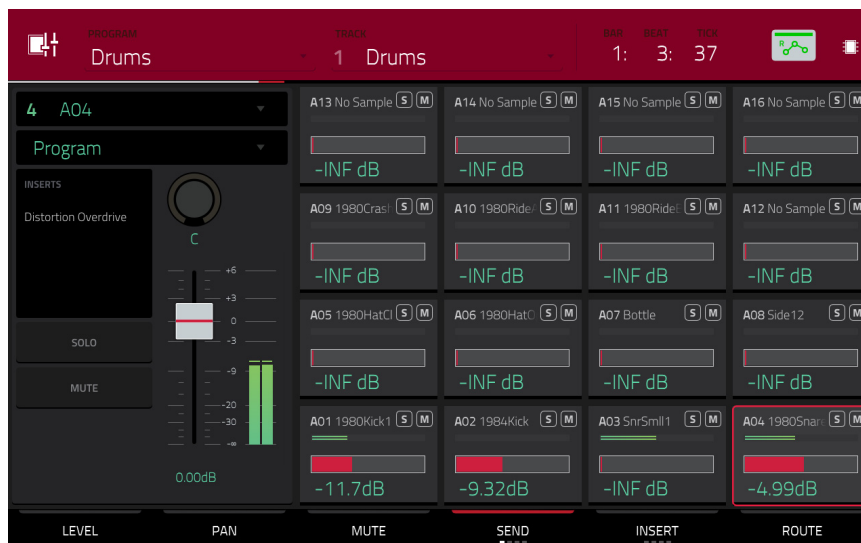 PROGRAM
Drums
TRACK
1 Drums
BAR BEAT TICK
1: 3: 37
R
4 A04
Program
INSERTS
Distortion Overdrive
C
+6
+3
0
-3
-9
-20
-30
-∞
SOLO
MUTE
0.00dB
A13 No Sample S M
-INF dB
A14 No Sample S M
-INF dB
A15 No Sample S M
-INF dB
A16 No Sample S M
-INF dB
A09 1980Crash S M
-INF dB
A10 1980Ride S M
-INF dB
A11 1980Ride S M
-INF dB
A12 No Sample S M
-INF dB
A05 1980HatCl S M
-INF dB
A06 1980HatO S M
-INF dB
A07 Bottle S M
-INF dB
A08 Side12 S M
-INF dB
A01 1980Kick1 S M
-11.7dB
A02 1984Kick S M
-9.32dB
A03 SnrSmll1 S M
-INF dB
A04 1980Snare S M
-4.99dB
LEVEL PAN MUTE SEND INSERT ROUTE